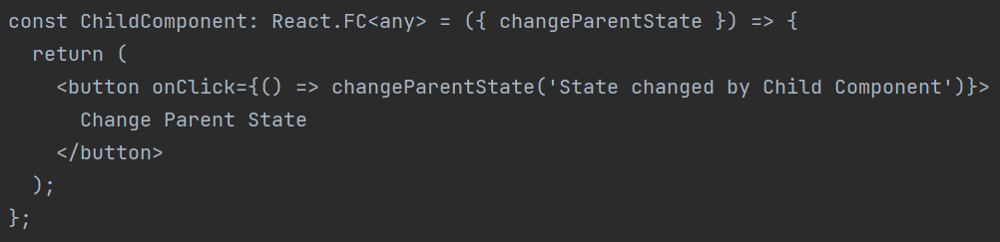 const ChildComponent: React.FC<any> = ({ changeParentState }) => {
  return (
    <button onClick={() => changeParentState('State changed by Child Component')}>
      Change Parent State
    </button>
  );
};